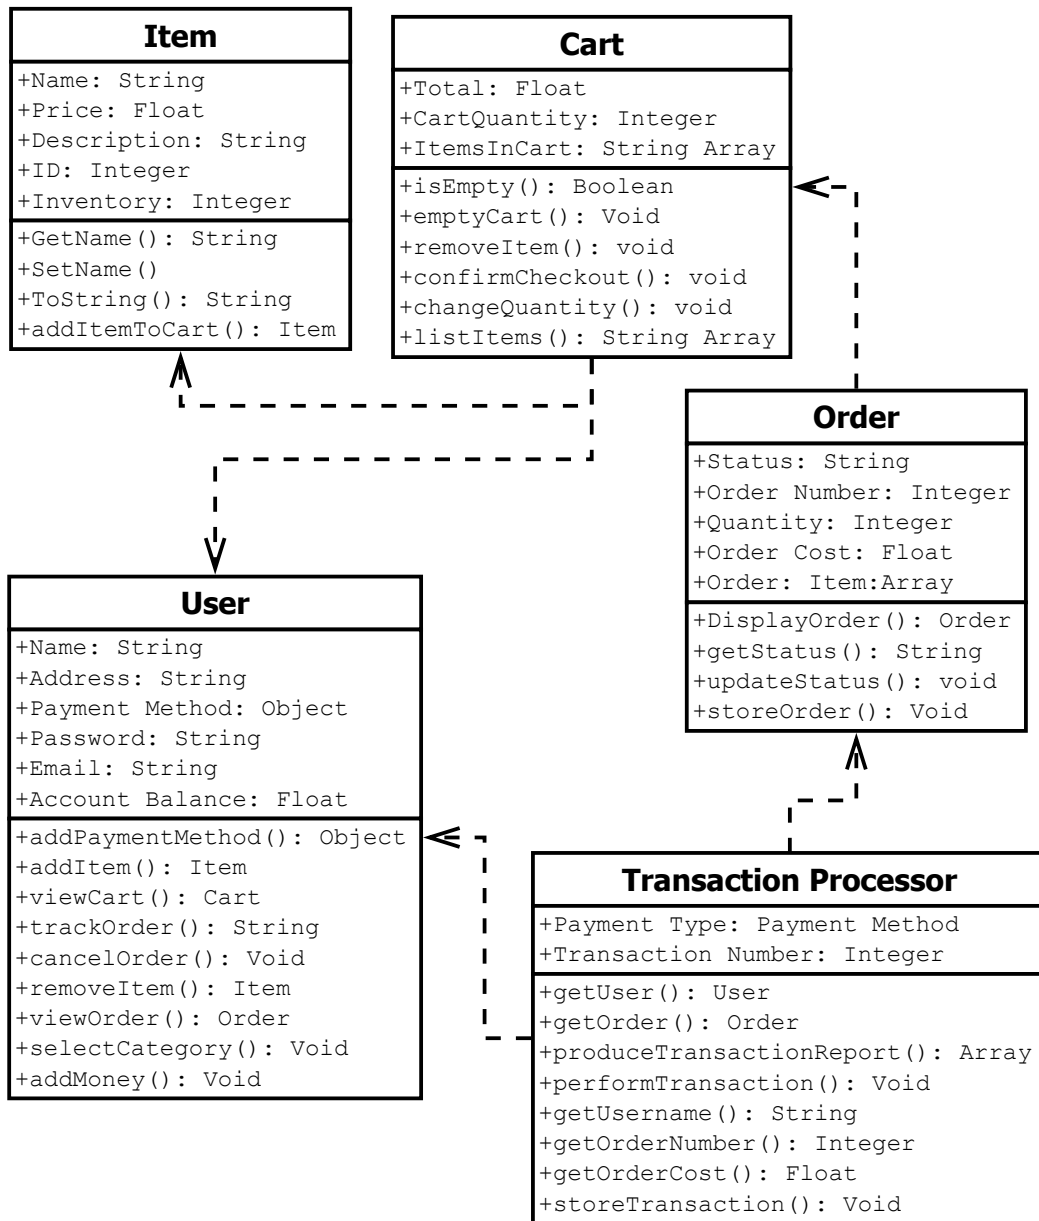 Item
+Name: String
+Price: Float
+Description: String
+ID: Integer
+Inventory: Integer
+GetName(): String
+SetName()
+ToString(): String
+addItemToCart(): Item
Cart
+Total: Float
+CartQuantity: Integer
+ItemsInCart: String Array
+isEmpty(): Boolean
+emptyCart(): Void
+removeItem(): void
+confirmCheckout(): void
+changeQuantity(): void
+listItems(): String Array
Order
+Status: String
+Order Number: Integer
+Quantity: Integer
+Order Cost: Float
+Order: Item:Array
+DisplayOrder(): Order
+getStatus(): String
+updateStatus(): void
+storeOrder(): Void
User
+Name: String
+Address: String
+Payment Method: Object
+Password: String
+Email: String
+Account Balance: Float
+addPaymentMethod(): Object
+addItem(): Item
+viewCart(): Cart
+trackOrder(): String
+cancelOrder(): Void
+removeItem(): Item
+viewOrder(): Order
+selectCategory(): Void
+addMoney(): Void
Transaction Processor
+Payment Type: Payment Method
+Transaction Number: Integer
+getUser(): User
+getOrder(): Order
+produceTransactionReport(): Array
+performTransaction(): Void
+getUsername(): String
+getOrderNumber(): Integer
+getOrderCost(): Float
+storeTransaction(): Void